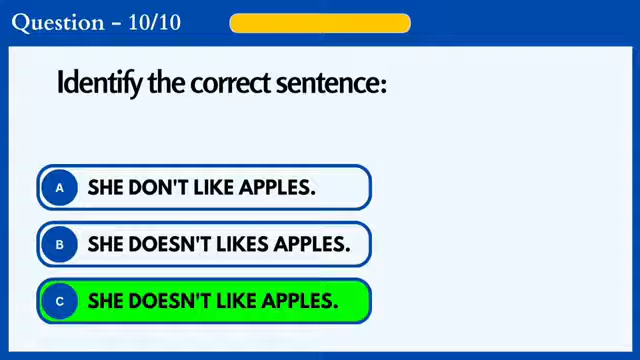 Question - 10/10
Identify the correct sentence:
A SHE DON'T LIKE APPLES.
B SHE DOESN'T LIKES APPLES.
C SHE DOESN'T LIKE APPLES.